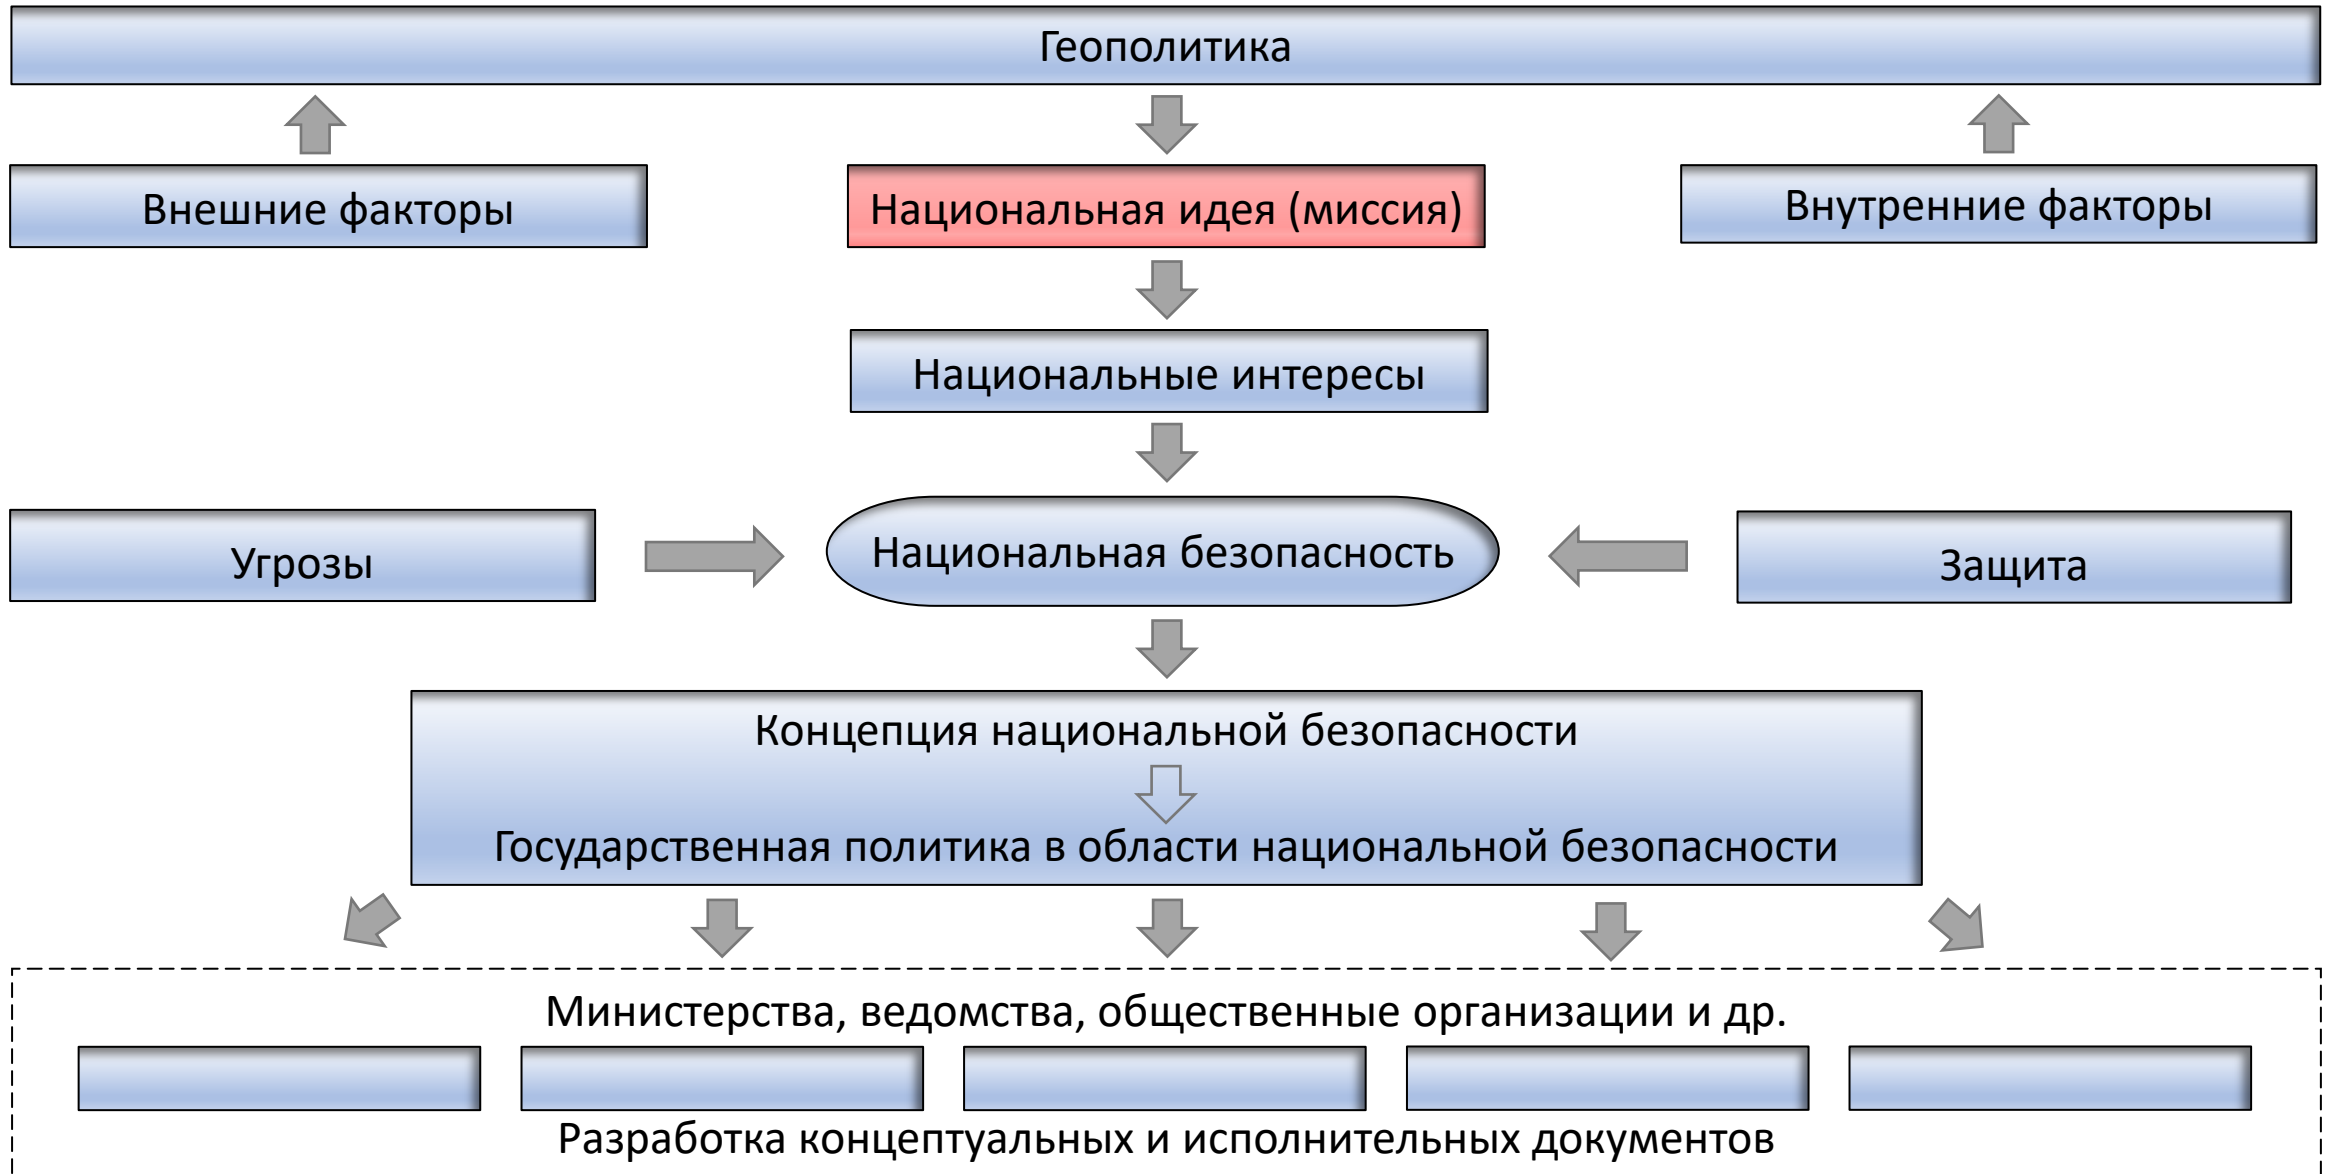 Геополитика
Внешние факторы
Национальная идея (миссия)
Внутренние факторы
Национальные интересы
Угрозы
Национальная безопасность
Защита
Концепция национальной безопасности
Государственная политика в области национальной безопасности
Министерства, ведомства, общественные организации и др.
Разработка концептуальных и исполнительных документов